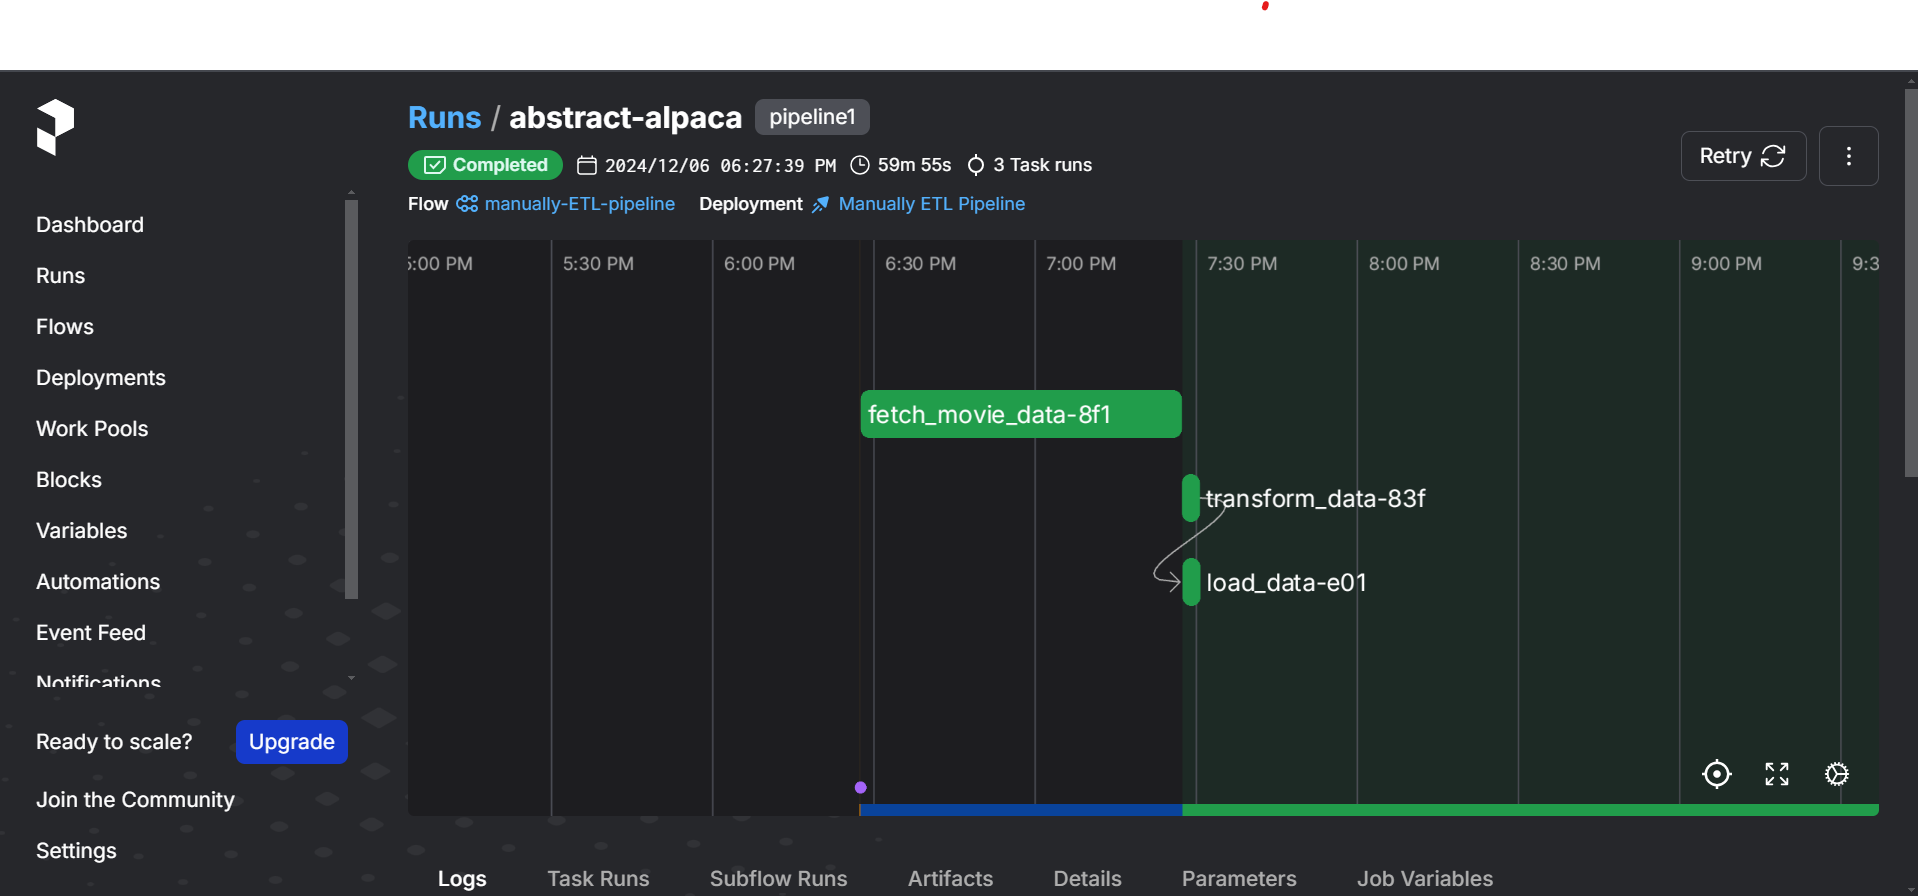 Runs / abstract-alpaca pipeline1
Completed 2024/12/06 06:27:39 PM 59m 55s 3 Task runs
Flow manually-ETL-pipeline Deployment Manually ETL Pipeline
Retry
Dashboard
Runs
Flows
Deployments
Work Pools
Blocks
Variables
Automations
Event Feed
Notifications
Ready to scale? Upgrade
Join the Community
Settings
5:00 PM 5:30 PM 6:00 PM 6:30 PM 7:00 PM 7:30 PM 8:00 PM 8:30 PM 9:00 PM 9:3
fetch_movie_data-8f1
transform_data-83f
load_data-e01
Logs Task Runs Subflow Runs Artifacts Details Parameters Job Variables